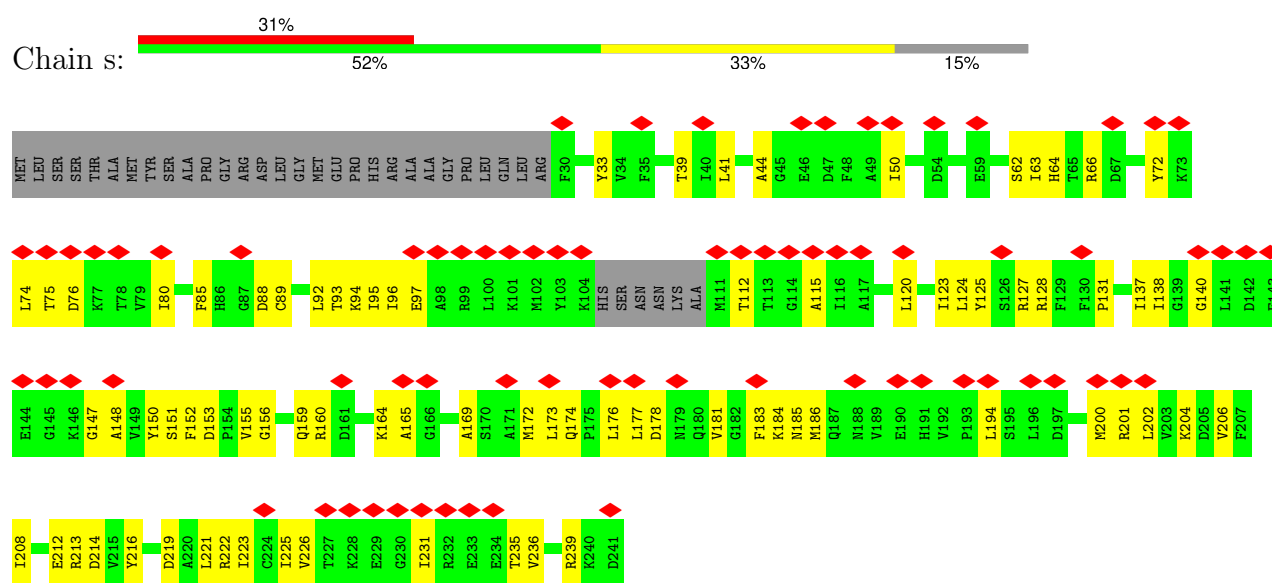 31%
Chain s:
52% 33% 15%
MET LEU SER SER THR ALA MET TYR SER ALA PRO GLY ARG ASP LEU GLY MET GLU PRO HIS ARG ALA ALA GLY PRO LEU GLN LEU ARG F30 Y33 V34 F35 T39 I40 L41 A44 G45 E46 D47 F48 A49 I50 D54 E59 S62 I63 H64 T65 R66 D67 Y72 K73
L74 T75 D76 K77 T78 V79 I80 F85 H86 G87 D88 C89 L92 T93 K94 I95 I96 E97 A98 R99 L100 K101 M102 Y103 K104 HIS SER ASN ASN LYS ALA M111 T112 T113 G114 A115 I116 A117 L120 I123 L124 Y125 S126 R127 R128 F129 F130 P131 I137 I138 G139 G140 L141 D142
E144 G145 K146 G147 A148 V149 Y150 S151 F152 D153 P154 V155 G156 Q159 R160 D161 K164 A165 G166 A169 S170 A171 M172 L173 Q174 P175 L176 L177 D178 N179 Q180 V181 G182 F183 K184 N185 M186 Q187 N188 V189 E190 H191 V192 P193 L194 S195 L196 D197 M200 R201 L202 V203 K204 D205 V206 F207
I208 E212 R213 D214 V215 Y216 D219 A220 L221 R222 I223 C224 I225 V226 T227 K228 E229 G230 I231 R232 E233 E234 T235 V236 R239 K240 D241